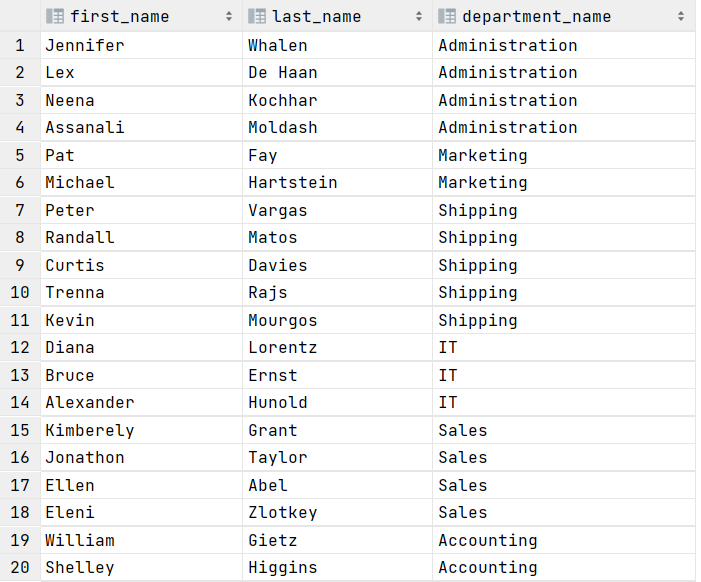 first_name last_name department_name
1 Jennifer Whalen Administration
2 Lex De Haan Administration
3 Neena Kochhar Administration
4 Assanali Moldash Administration
5 Pat Fay Marketing
6 Michael Hartstein Marketing
7 Peter Vargas Shipping
8 Randall Matos Shipping
9 Curtis Davies Shipping
10 Trenna Rajs Shipping
11 Kevin Mourgos Shipping
12 Diana Lorentz IT
13 Bruce Ernst IT
14 Alexander Hunold IT
15 Kimberely Grant Sales
16 Jonathon Taylor Sales
17 Ellen Abel Sales
18 Eleni Zlotkey Sales
19 William Gietz Accounting
20 Shelley Higgins Accounting